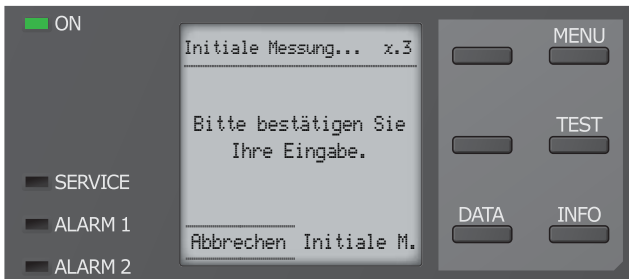 ON
Initiale Messung... x.3
Bitte bestätigen Sie
Ihre Eingabe.
Abbrechen Initiale M.
SERVICE
ALARM 1
ALARM 2
MENU
TEST
DATA INFO